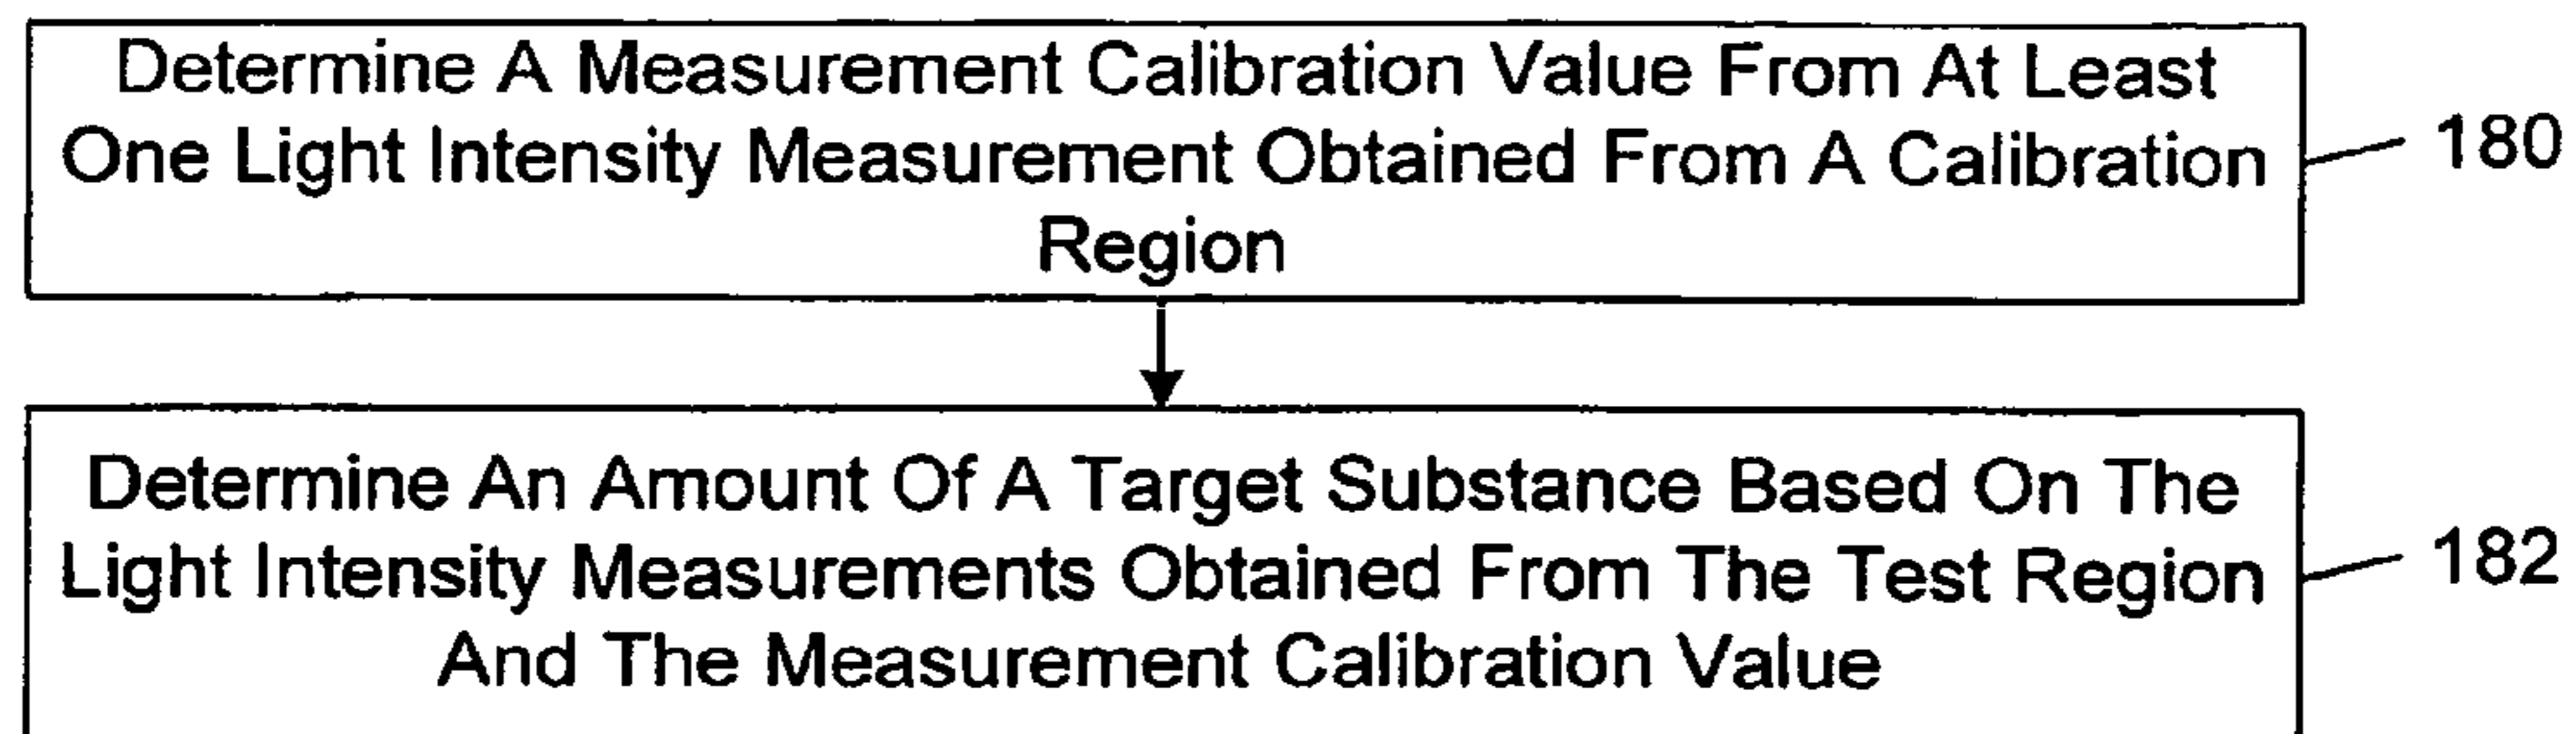 Determine A Measurement Calibration Value From At Least
One Light Intensity Measurement Obtained From A Calibration
Region
180
Determine An Amount Of A Target Substance Based On The
Light Intensity Measurements Obtained From The Test Region
And The Measurement Calibration Value
182